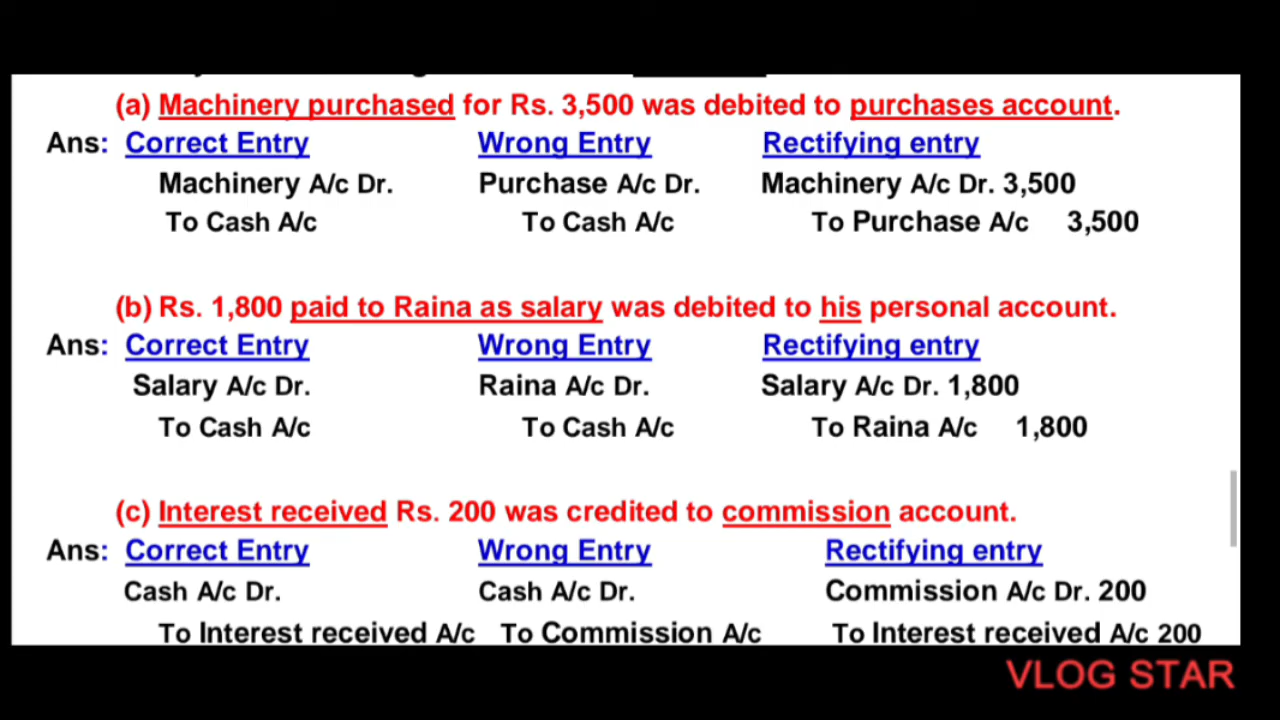 (a) Machinery purchased for Rs. 3,500 was debited to purchases account.
Ans: Correct Entry Wrong Entry Rectifying entry
Machinery A/c Dr. Purchase A/c Dr. Machinery A/c Dr. 3,500
To Cash A/c To Cash A/c To Purchase A/c 3,500
(b) Rs. 1,800 paid to Raina as salary was debited to his personal account.
Ans: Correct Entry Wrong Entry Rectifying entry
Salary A/c Dr. Raina A/c Dr. Salary A/c Dr. 1,800
To Cash A/c To Cash A/c To Raina A/c 1,800
(c) Interest received Rs. 200 was credited to commission account.
Ans: Correct Entry Wrong Entry Rectifying entry
Cash A/c Dr. Cash A/c Dr. Commission A/c Dr. 200
To Interest received A/c To Commission A/c To Interest received A/c 200
VLOG STAR